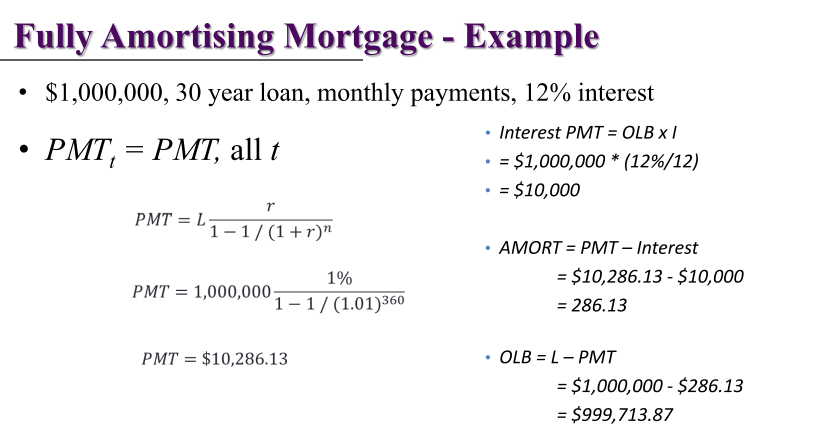 Fully Amortising Mortgage - Example
• $1,000,000, 30 year loan, monthly payments, 12% interest
• PMTₜ = PMT, all t
PMT = L r / (1 − 1 / (1 + r)ⁿ)
PMT = 1,000,000 1% / (1 − 1 / (1.01)³⁶⁰)
PMT = $10,286.13
• Interest PMT = OLB x I
• = $1,000,000 * (12%/12)
• = $10,000
• AMORT = PMT – Interest
= $10,286.13 - $10,000
= 286.13
• OLB = L – PMT
= $1,000,000 - $286.13
= $999,713.87